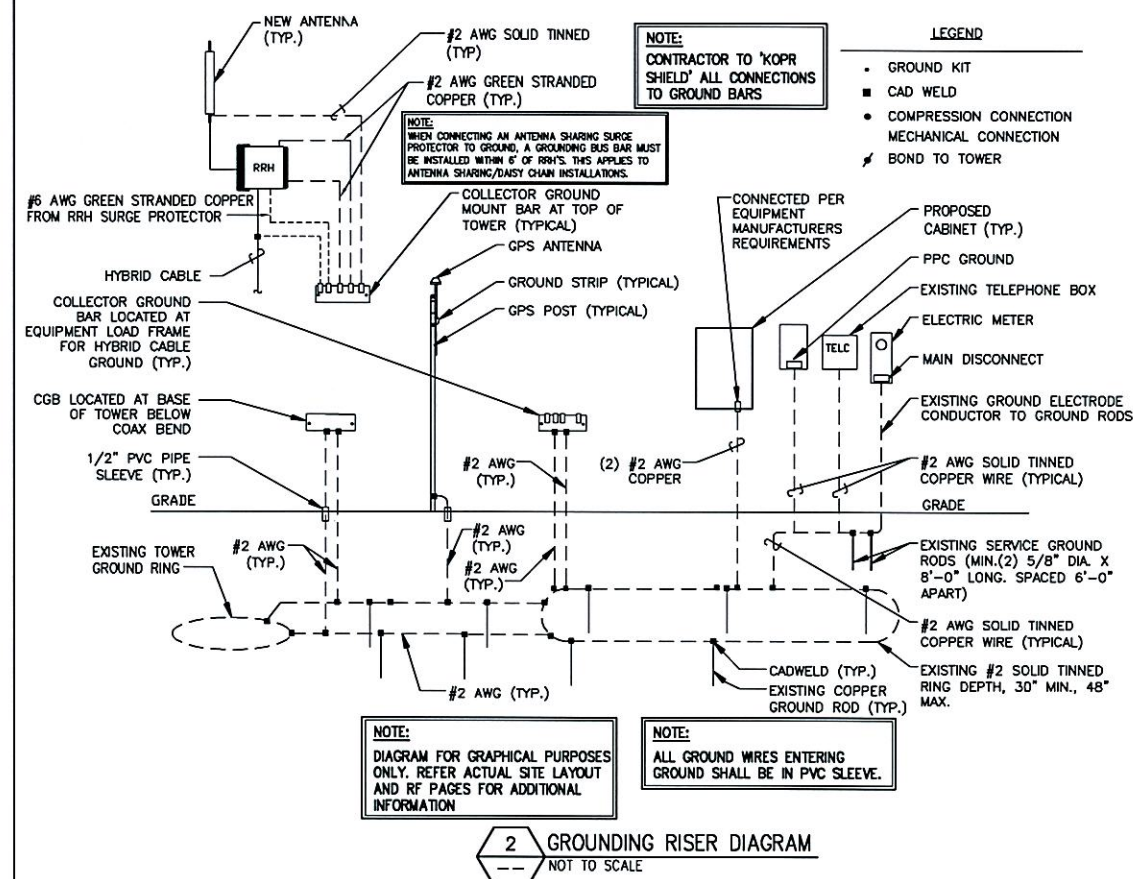 NEW ANTENNA
(TYP.)
#2 AWG SOLID TINNED
(TYP)
#2 AWG GREEN STRANDED
COPPER (TYP.)
NOTE:
CONTRACTOR TO 'KOPR
SHIELD' ALL CONNECTIONS
TO GROUND BARS
LEGEND
GROUND KIT
CAD WELD
COMPRESSION CONNECTION
MECHANICAL CONNECTION
BOND TO TOWER
NOTE:
WHEN CONNECTING AN ANTENNA SHARING SURGE
PROTECTOR TO GROUND, A GROUNDING BUS BAR MUST
BE INSTALLED WITHIN 6' OF RRH'S. THIS APPLIES TO
ANTENNA SHARING/DAISY CHAIN INSTALLATIONS.
RRH
#6 AWG GREEN STRANDED COPPER
FROM RRH SURGE PROTECTOR
COLLECTOR GROUND
MOUNT BAR AT TOP OF
TOWER (TYPICAL)
HYBRID CABLE
GPS ANTENNA
GROUND STRIP (TYPICAL)
GPS POST (TYPICAL)
CONNECTED PER
EQUIPMENT
MANUFACTURERS
REQUIREMENTS
PROPOSED
CABINET (TYP.)
PPC GROUND
EXISTING TELEPHONE BOX
ELECTRIC METER
TELC
MAIN DISCONNECT
COLLECTOR GROUND
BAR LOCATED AT
EQUIPMENT LOAD FRAME
FOR HYBRID CABLE
GROUND (TYP.)
CGB LOCATED AT BASE
OF TOWER BELOW
COAX BEND
EXISTING GROUND ELECTRODE
CONDUCTOR TO GROUND RODS
1/2" PVC PIPE
SLEEVE (TYP.)
#2 AWG
(TYP.)
(2) #2 AWG
COPPER
#2 AWG SOLID TINNED
COPPER WIRE (TYPICAL)
GRADE
GRADE
EXISTING TOWER
GROUND RING
#2 AWG
(TYP.)
#2 AWG
(TYP.)
#2 AWG
(TYP.)
EXISTING SERVICE GROUND
RODS (MIN.(2) 5/8" DIA. X
8'-0" LONG. SPACED 6'-0"
APART)
#2 AWG SOLID TINNED
COPPER WIRE (TYPICAL)
#2 AWG (TYP.)
CADWELD (TYP.)
EXISTING COPPER
GROUND ROD (TYP.)
EXISTING #2 SOLID TINNED
RING DEPTH, 30" MIN., 48"
MAX.
NOTE:
DIAGRAM FOR GRAPHICAL PURPOSES
ONLY. REFER ACTUAL SITE LAYOUT
AND RF PAGES FOR ADDITIONAL
INFORMATION
NOTE:
ALL GROUND WIRES ENTERING
GROUND SHALL BE IN PVC SLEEVE.
2
--
GROUNDING RISER DIAGRAM
NOT TO SCALE